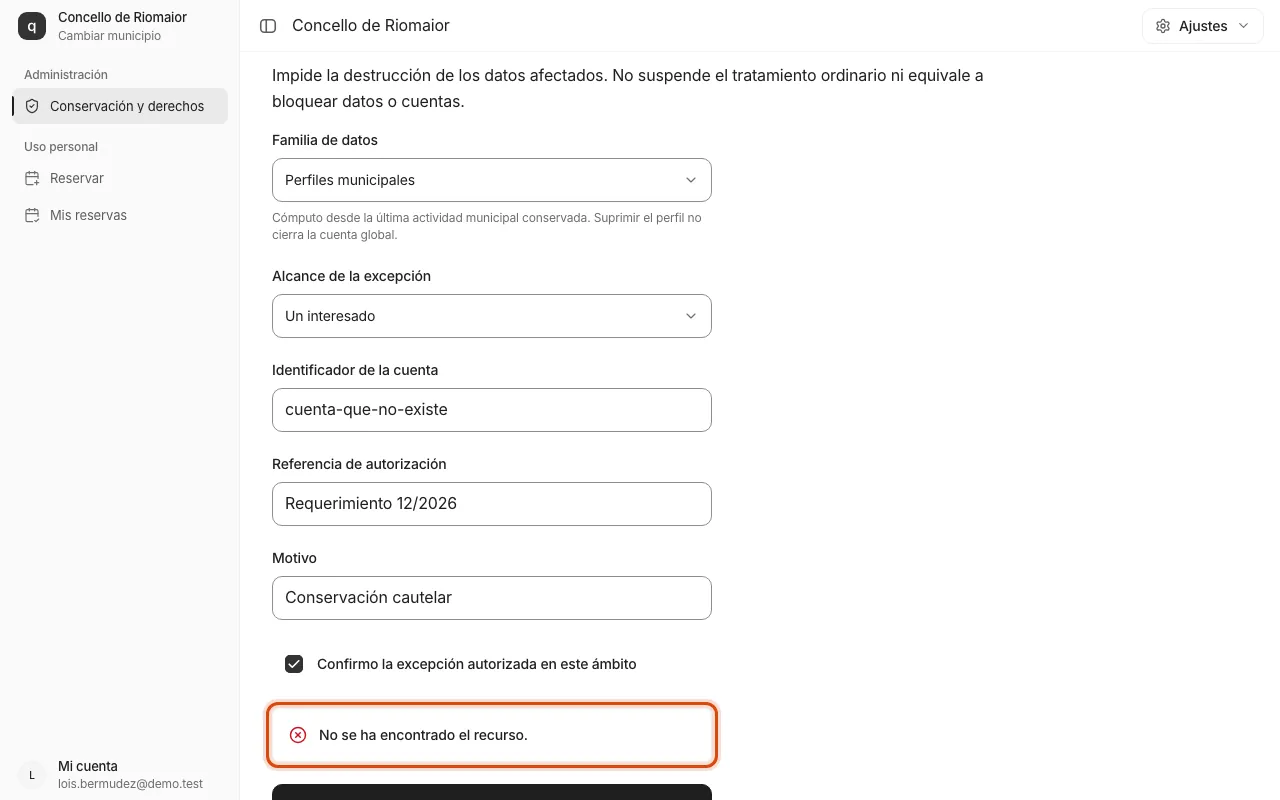 q
Concello de Riomaior
Cambiar municipio
Administración
Conservación y derechos
Uso personal
Reservar
Mis reservas
L
Mi cuenta
lois.bermudez@demo.test
Concello de Riomaior
Ajustes
Impide la destrucción de los datos afectados. No suspende el tratamiento ordinario ni equivale a
bloquear datos o cuentas.
Familia de datos
Perfiles municipales
Cómputo desde la última actividad municipal conservada. Suprimir el perfil no
cierra la cuenta global.
Alcance de la excepción
Un interesado
Identificador de la cuenta
cuenta-que-no-existe
Referencia de autorización
Requerimiento 12/2026
Motivo
Conservación cautelar
Confirmo la excepción autorizada en este ámbito
No se ha encontrado el recurso.